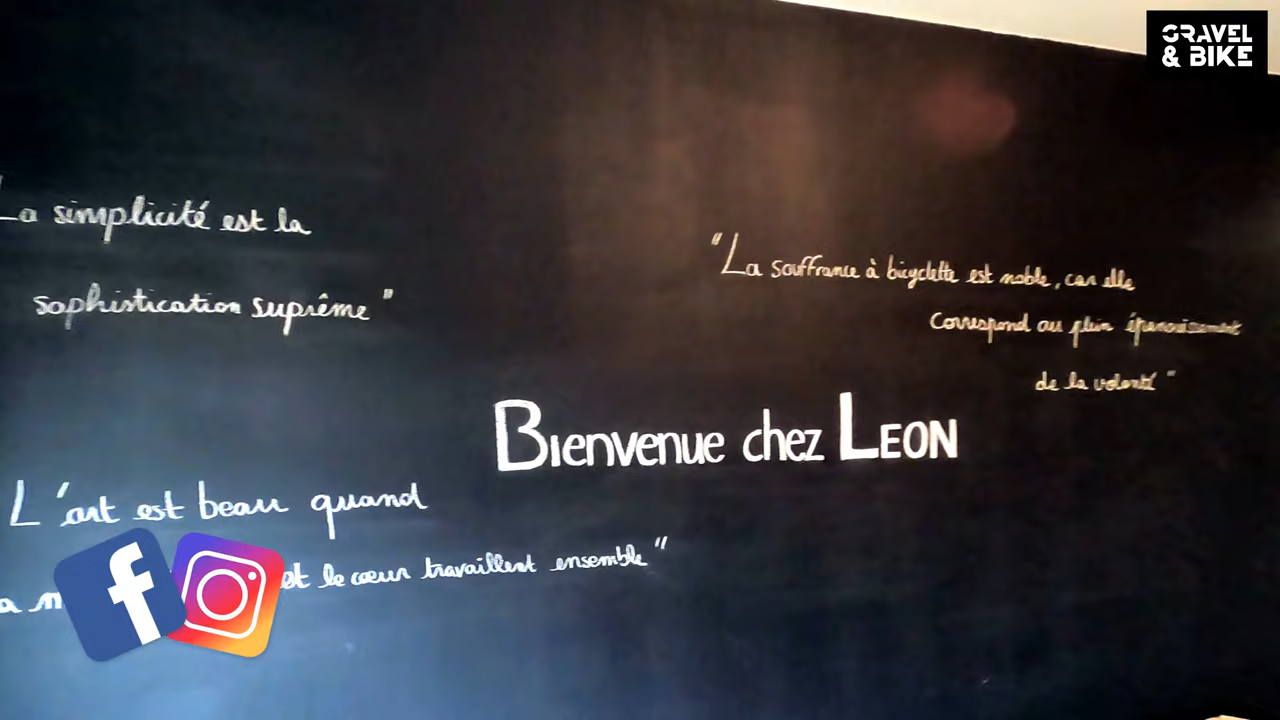 GRAVEL
& BIKE
La simplicité est la
sophistication suprême"
"La souffrance à bicyclette est noble, car elle
correspond au plein épanouissement
de la volonté"
Bienvenue chez LEON
L'art est beau quand
a m et le cœur travaillent ensemble"